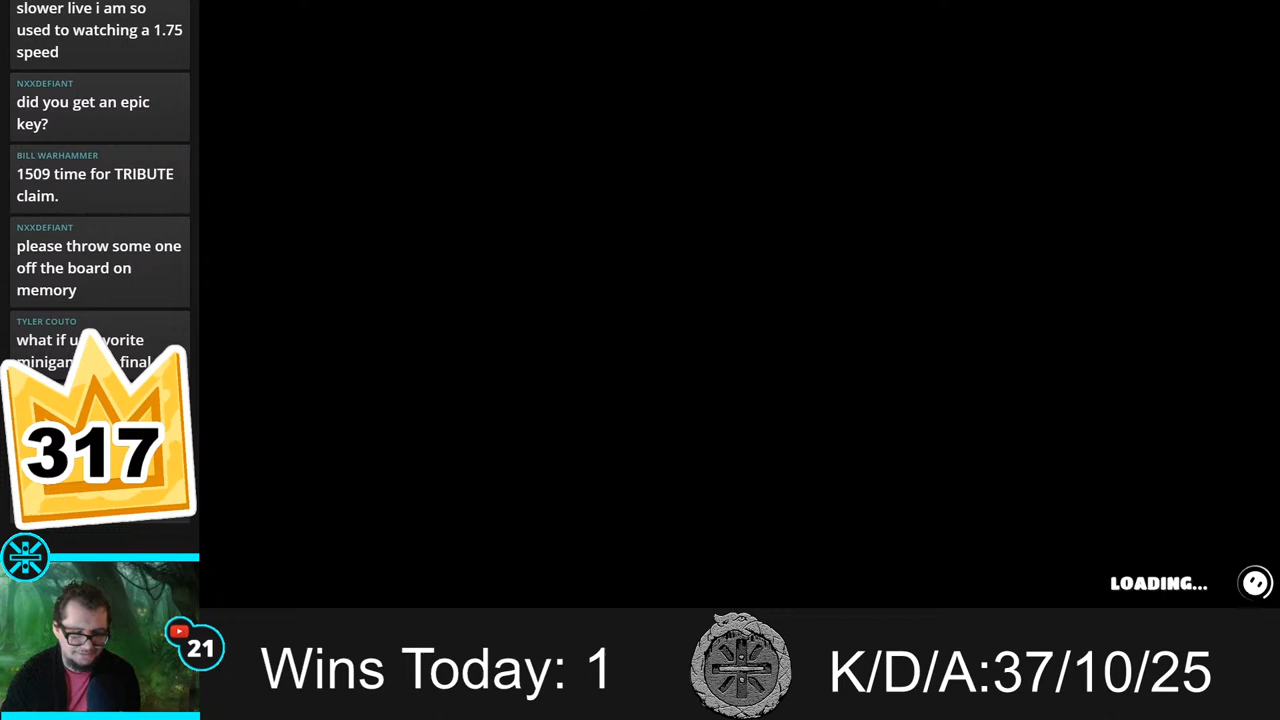 slower live i am so
used to watching a 1.75
speed
NXXDEFIANT
did you get an epic
key?
BILL WARHAMMER
1509 time for TRIBUTE
claim.
NXXDEFIANT
please throw some one
off the board on
memory
TYLER COUTO
what if u
final
317
LOADING...
21
Wins Today: 1
K/D/A:37/10/25